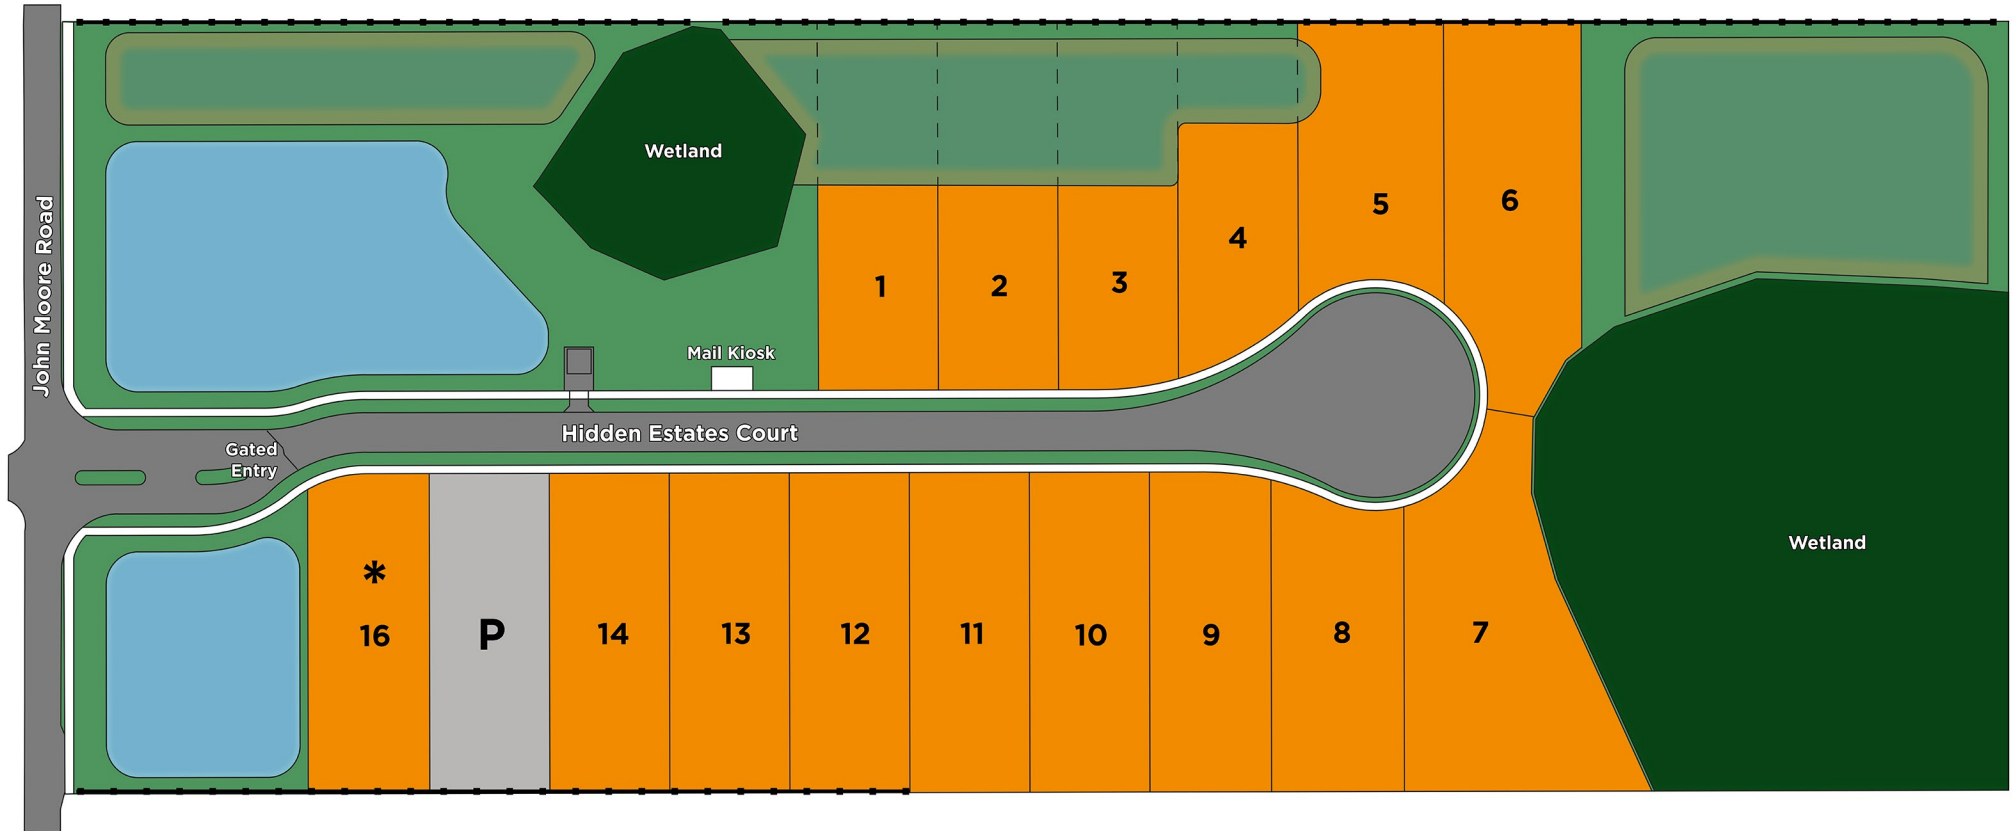 John Moore Road
Wetland
1
2
3
4
5
6
Mail Kiosk
Hidden Estates Court
Gated
Entry
Wetland
*
16
P
14
13
12
11
10
9
8
7